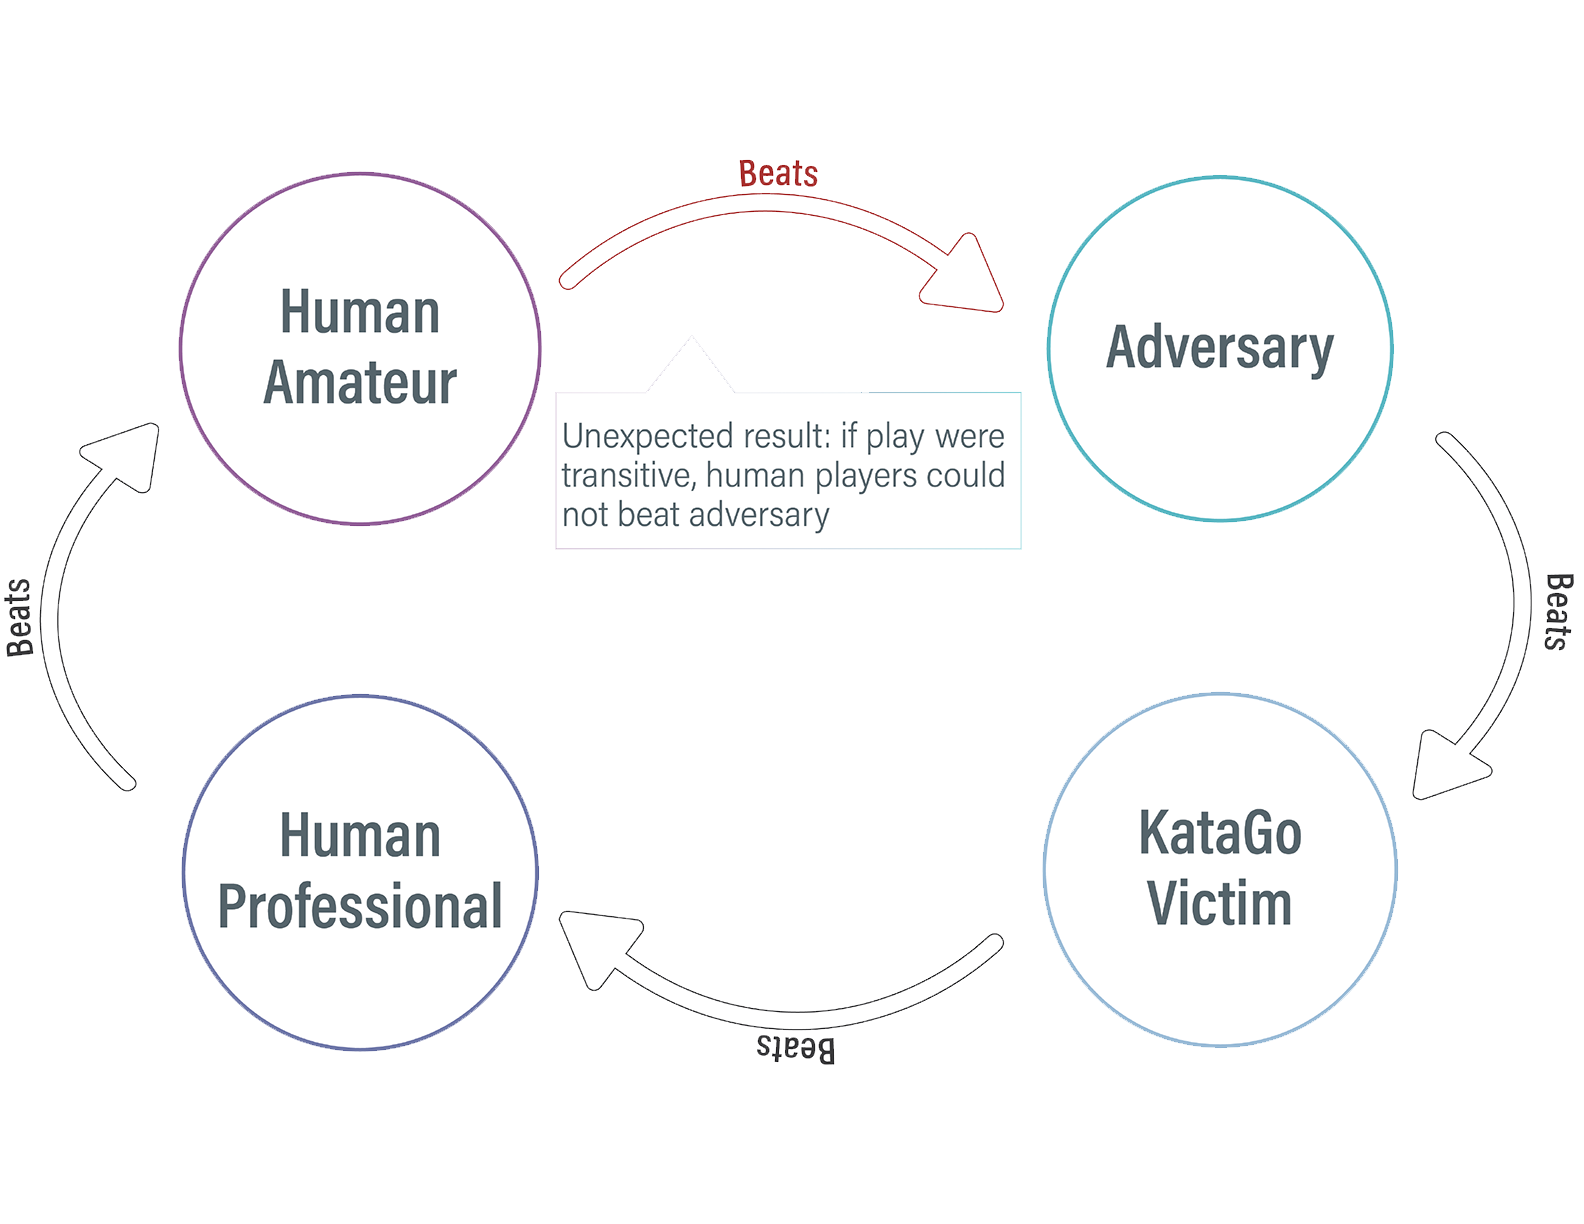 Beats
Human
Amateur
Adversary
Unexpected result: if play were
transitive, human players could
not beat adversary
Beats
Beats
Human
Professional
KataGo
Victim
Beats